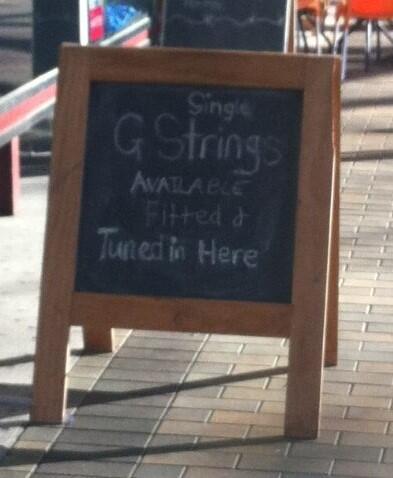 Single
G Strings
AVAILABLE
Fitted &
Tuned in Here